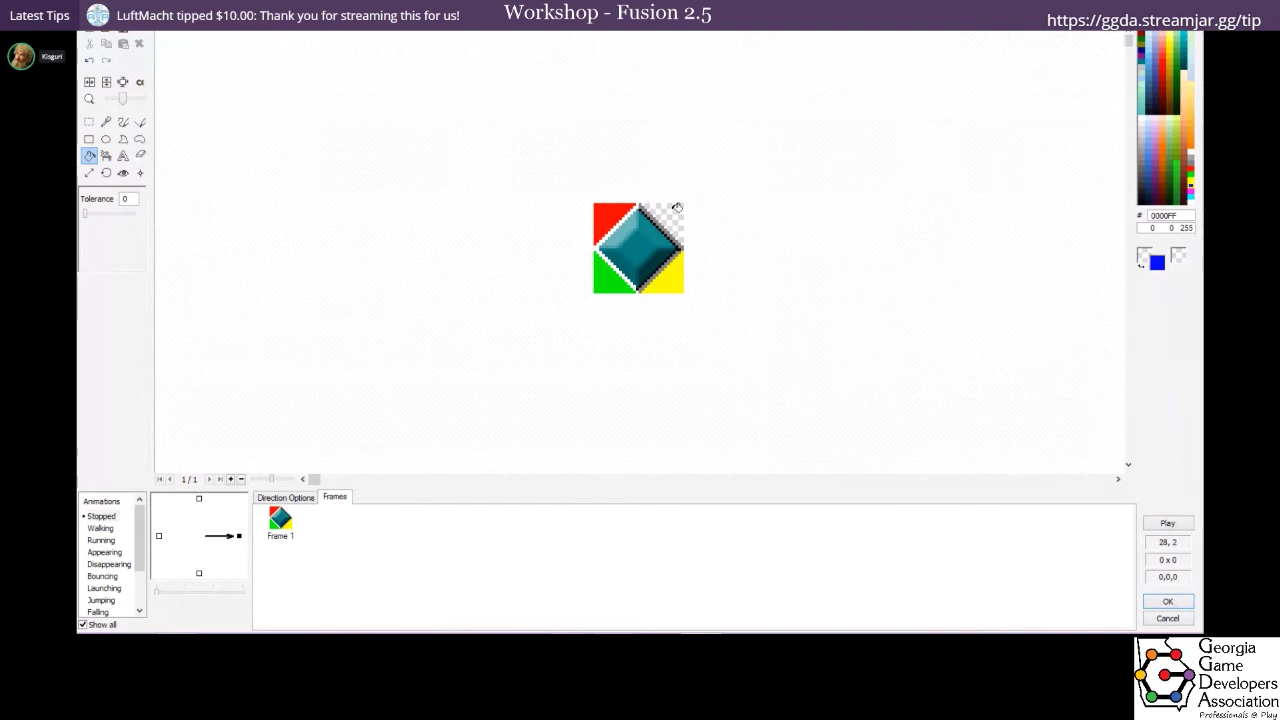 Latest Tips
LuftMacht tipped $10.00: Thank you for streaming this for us!
Workshop - Fusion 2.5
https://ggda.streamjar.gg/tip
Kisguri
Tolerance 0
# 0000FF
0 0 255
1 / 1
Animations
Stopped
Walking
Running
Appearing
Disappearing
Bouncing
Launching
Jumping
Falling
Show all
Direction Options
Frames
Frame 1
Play
28, 2
0 x 0
0,0,0
OK
Cancel
Georgia
Game
Developers
Association
Professionals & Play